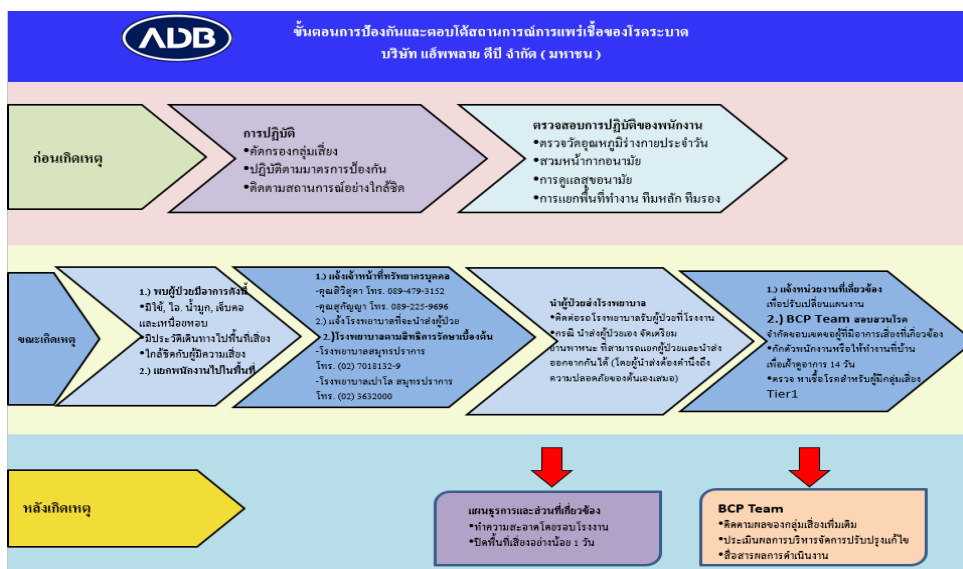 ADB
ขั้นตอนการป้องกันและตอบโต้สถานการณ์การแพร่เชื้อของโรคระบาด
บริษัท แอ็พพลาย ดีบี จำกัด ( มหาชน )
ก่อนเกิดเหตุ
การปฎิบัติ
•คัดกรองกลุ่มเสี่ยง
•ปฎิบัติตามมาตรการป้องกัน
•ติดตามสถานการณ์อย่างใกล้ชิด
ตรวจสอบการปฎิบัติของพนักงาน
•ตรวจวัดอุณหภูมิร่างกายประจำวัน
•สวมหน้ากากอนามัย
•การดูแลสุขอนามัย
•การแยกพื้นที่ทำงาน ทีมหลัก ทีมรอง
ขณะเกิดเหตุ
1.) พบผู้ป่วยมีอาการดังนี้
•มีไข้, ไอ. น้ำมูก, เจ็บคอ
และเหนื่อยหอบ
•มีประวัติเดินทางไปพื้นที่เสี่ยง
•ใกล้ชิดกับผู้มีความเสี่ยง
2.) แยกพนักงานไปในพื้นที่
1.) แจ้งเจ้าหน้าที่ทรัพยากรบุคคล
-คุณสิริสุดา โทร. 089-479-3152
-คุณสุกัญญา โทร. 089-225-9696
2.) แจ้งโรงพยาบาลที่จะนำส่งผู้ป่วย
2.)โรงพยาบาลตามสิทธิการรักษาเบื้องต้น
-โรงพยาบาลสมุทรปราการ
โทร. (02) 7018132-9
-โรงพยาบาลเปาโล สมุทรปราการ
โทร. (02) 3632000
นำผู้ป่วยส่งโรงพยาบาล
•ติดต่อรถโรงพยาบาลรับผู้ป่วยที่โรงงาน
•กรณี นำส่งผู้ป่วยเอง จัดเตรียม
ยานพาหนะ ที่สามารถแยกผู้ป่วยและนำส่ง
ออกจากกันได้ (โดยผู้นำส่งต้องคำนึงถึง
ความปลอดภัยของต้นเองเสมอ)
1.) แจ้งหน่วยงานที่เกี่ยวข้อง
เพื่อปรับเปลี่ยนแผนงาน
2.) BCP Team สอบสวนโรค
จำกัดขอบเขตของผู้ที่มีอาการเสี่ยงที่เกี่ยวข้อง
•กักตัวพนักงานหรือให้ทำงานที่บ้าน
เพื่อเฝ้าดูอาการ 14 วัน
•ตรวจ หาเชื้อโรคสำหรับผู้มีกลุ่มเสี่ยง
Tier1
หลังเกิดเหตุ
แผนธุรการและส่วนที่เกี่ยวข้อง
•ทำความสะอาดโดยรอบโรงงาน
•ปิดพื้นที่เสี่ยงอย่างน้อย 1 วัน
BCP Team
•ติดตามผลของกลุ่มเสี่ยงเพิ่มเติม
•ประเมินผลการบริหารจัดการปรับปรุงแก้ไข
•สื่อสารผลการดำเนินงาน